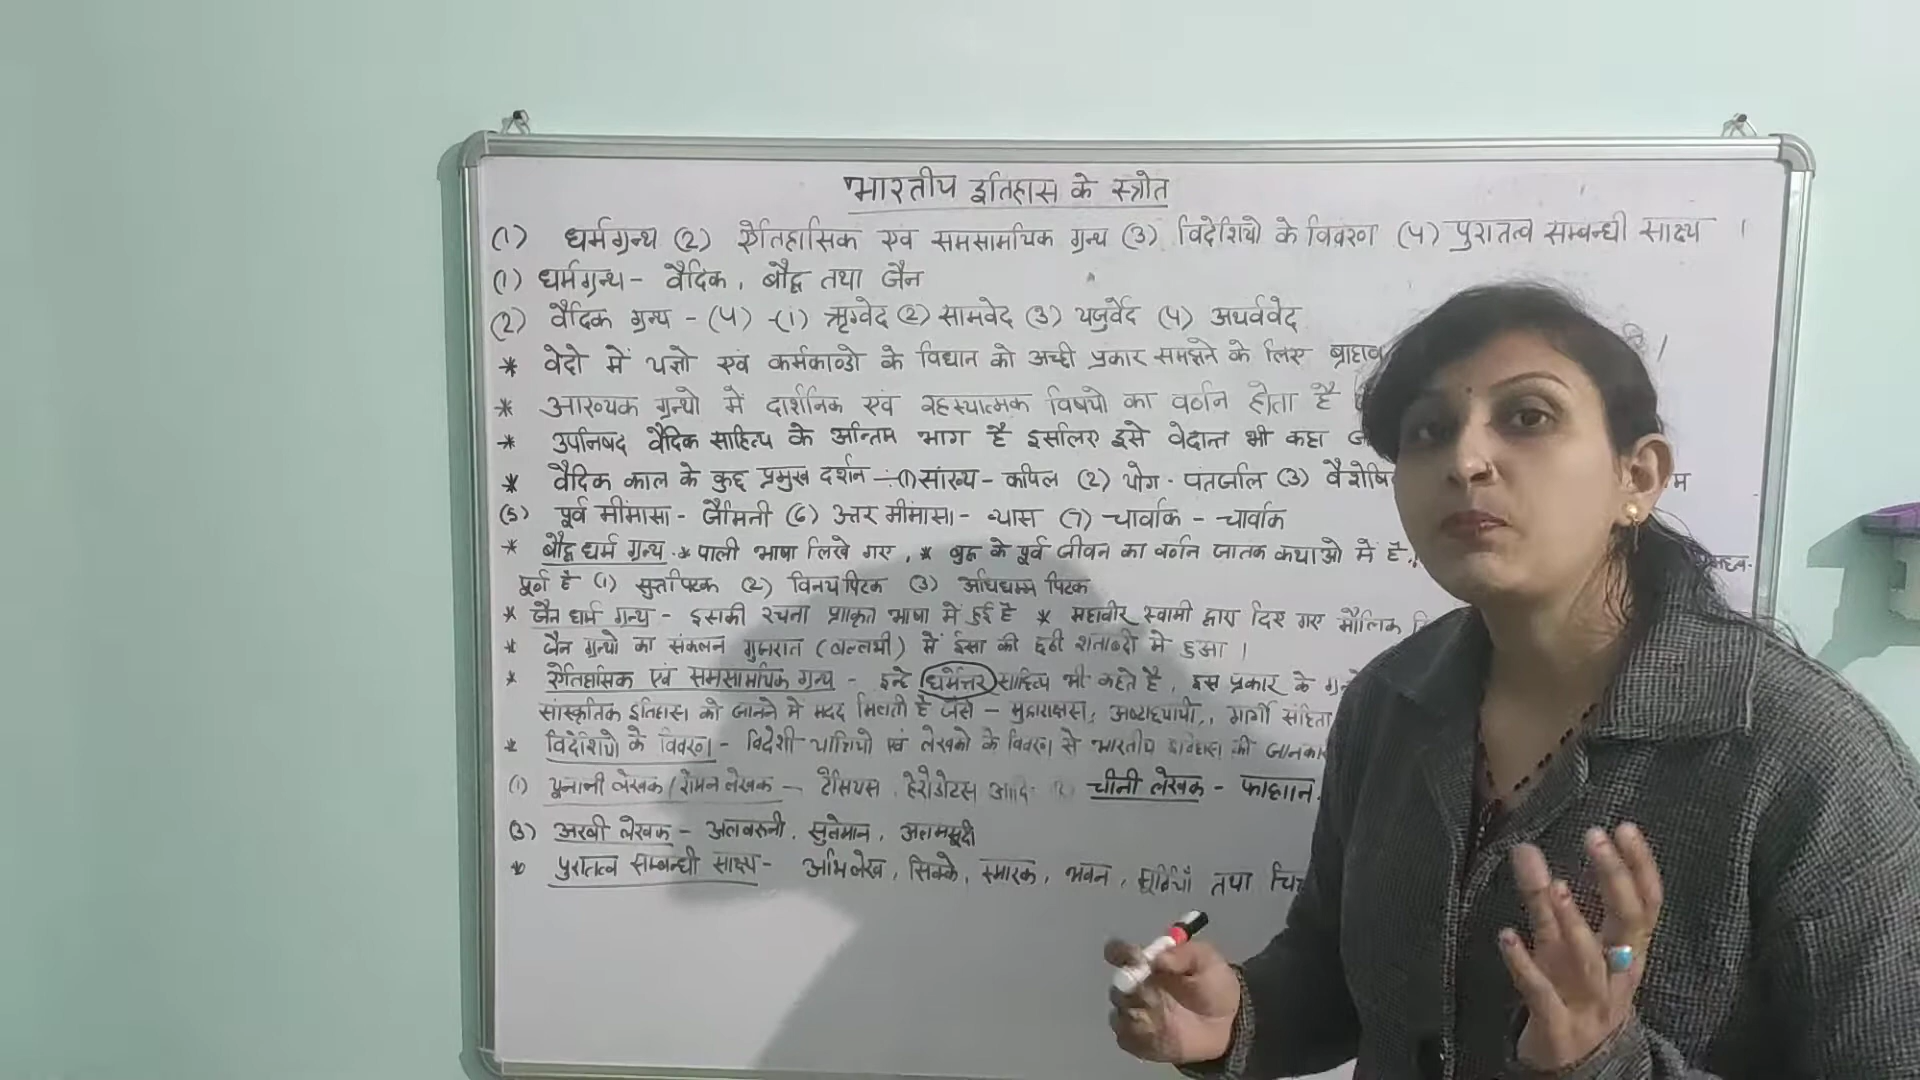 भारतीय इतिहास के स्त्रोत
(1) धर्मग्रन्थ (2) ऐतिहासिक एवं समसामयिक ग्रन्थ (3) विदेशियो के विवरण (4) पुरातत्व सम्बन्धी साक्ष्य ।
(1) धर्मग्रन्थ - वैदिक, बौद्ध तथा जैन
(2) वैदिक ग्रन्थ - (4) - (1) ऋग्वेद (2) सामवेद (3) यजुर्वेद (4) अथर्ववेद
* वेदो में यज्ञो एवं कर्मकाण्डो के विधान को अच्छी प्रकार समझने के लिए
* आरण्यक ग्रन्थो में दार्शनिक एवं रहस्यात्मक विषयो का वर्णन होता है
* उपनिषद वैदिक साहित्य के अन्तिम भाग है इसलिए इसे वेदान्त भी कहा
* वैदिक काल के कुछ प्रमुख दर्शन - (1) सांख्य - कपिल (2) योग - पंतजलि (3) म
(5) पूर्व मीमांसा - जैमिनी (6) उत्तर मीमांसा - व्यास (7) चार्वाक - चार्वाक
* बौद्ध धर्म ग्रन्थ * पाली भाषा लिखे गए, * बुद्ध के पूर्व जीवन का वर्णन जातक कथाओ में है
पूर्ण है (1) सुत्तपिटक (2) विनयपिटक (3) अभिधम्म पिटक
* जैन धर्म ग्रन्थ - इसकी रचना प्राकृत भाषा में हुई है * महावीर स्वामी द्वारा दिए गए मौलिक
* जैन ग्रन्थो का संकलन गुजरात (वल्लभी) में ईसा की छठी शताब्दी मे हुआ ।
* ऐतिहासिक एवं समसामयिक ग्रन्थ - इन्हे धर्मेत्तर साहित्य भी कहते है, इस प्रकार के
सांस्कृतिक इतिहास को जानने मे मदद मिलती है जैसे - मुद्राराक्षस, अष्टाध्यायी, गार्गी संहिता
* विदेशियो के विवरण - विदेशी यात्रियो एवं लेखको के विवरण से भारतीय इतिहास की
(1) यूनानी लेखक / रोमन लेखक - टेसियस, हेरोडोटस आदि चीनी लेखक - फाह्यान
(3) अरबी लेखक - अलबरूनी, सुलेमान, अलमसूदी
* पुरातत्व सम्बन्धी साक्ष्य - अभिलेख, सिक्के, स्मारक, भवन, मूर्तियाँ तथा